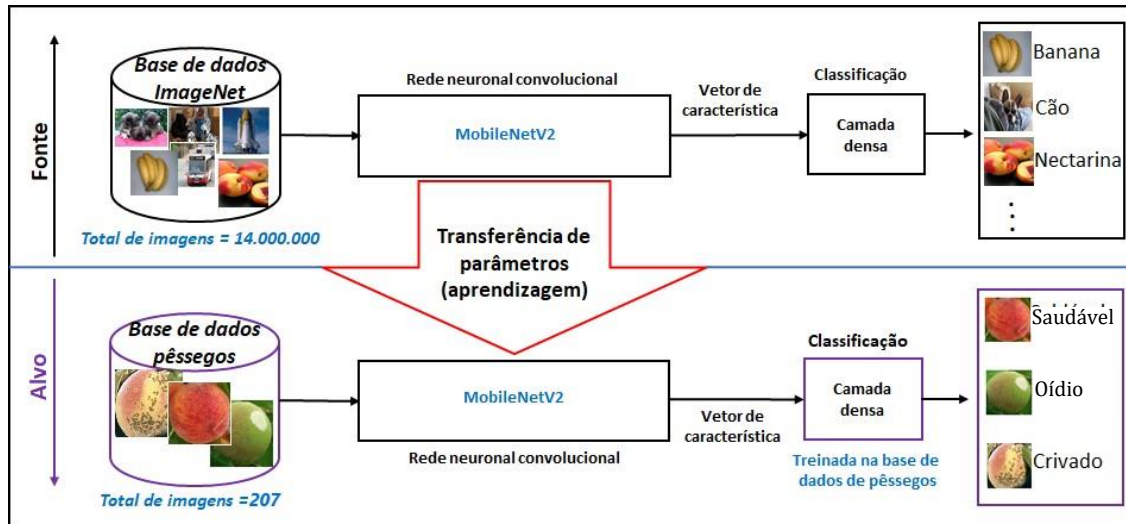 Fonte
Base de dados
ImageNet
Total de imagens = 14.000.000
Rede neuronal convolucional
MobileNetV2
Vetor de
característica
Classificação
Camada
densa
Banana
Cão
Nectarina
Transferência de
parâmetros
(aprendizagem)
Alvo
Base de dados
pêssegos
Total de imagens =207
MobileNetV2
Rede neuronal convolucional
Vetor de
característica
Classificação
Camada
densa
Treinada na base de
dados de pêssegos
Saudável
Oídio
Crivado